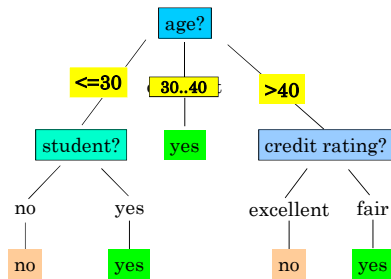 age?
<=30
30..40
>40
student?
yes
credit rating?
no
yes
excellent
fair
no
yes
no
yes